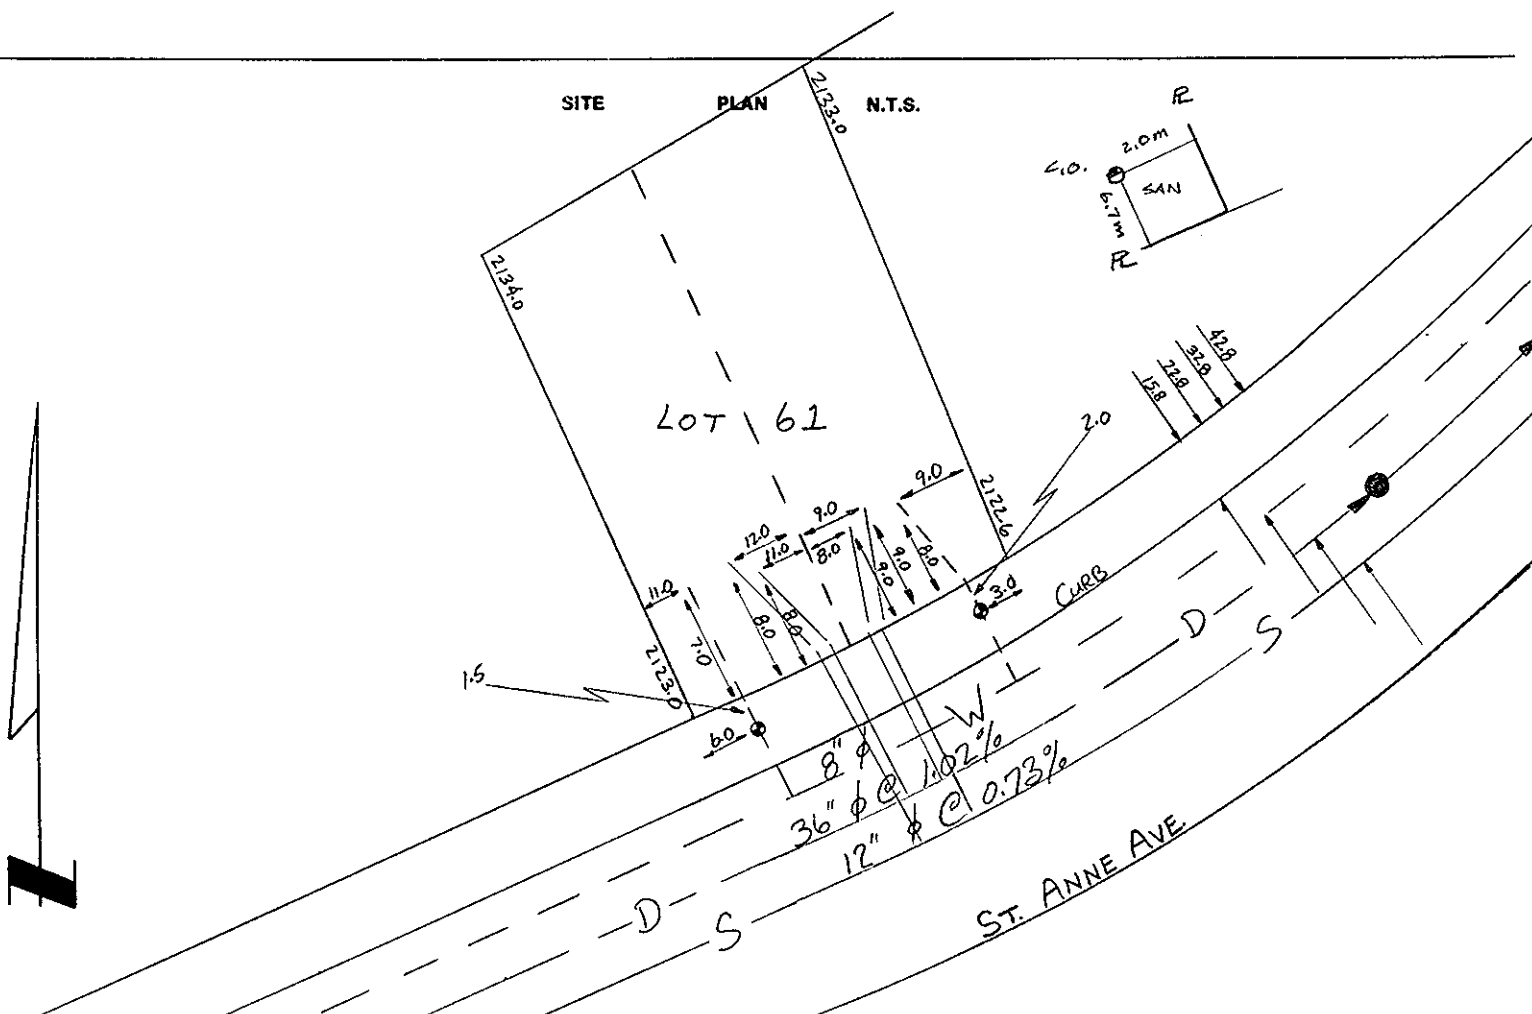 SITE PLAN N.T.S.
2133.0
2134.0
PL
2.0m
C.O.
SAN
6.7m
PL
42.8
32.8
22.8
15.8
LOT 61
2.0
9.0
2122.6
9.0
12.0
11.0
8.0
9.0
8.0
9.0
11.0
8.0
8.0
7.0
3.0
CURB
2123.0
1.5
6.0
D
S
W
8" ϕ
36" ϕ @ 1.02%
12" ϕ @ 0.73%
ST. ANNE AVE.
D
S